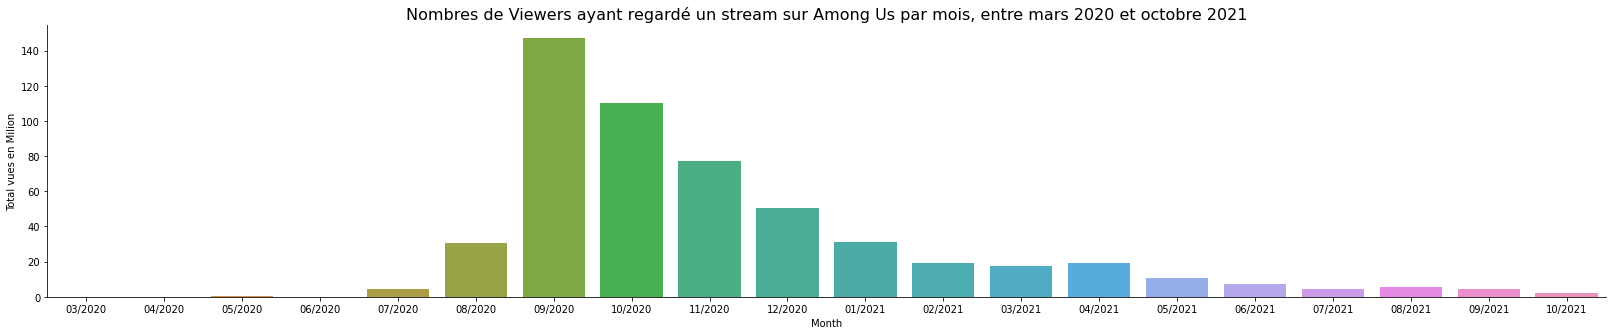 Nombres de Viewers ayant regardé un stream sur Among Us par mois, entre mars 2020 et octobre 2021
Total vues en Milion
140
120
100
80
60
40
20
0
03/2020 04/2020 05/2020 06/2020 07/2020 08/2020 09/2020 10/2020 11/2020 12/2020 01/2021 02/2021 03/2021 04/2021 05/2021 06/2021 07/2021 08/2021 09/2021 10/2021
Month